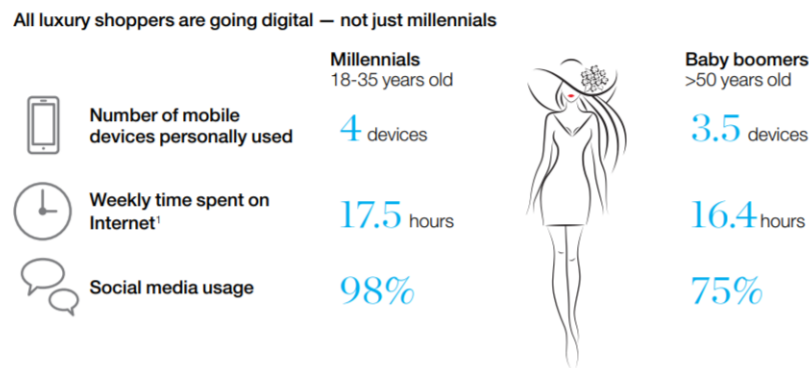 All luxury shoppers are going digital — not just millennials
Millennials
18-35 years old
Baby boomers
>50 years old
Number of mobile
devices personally used
4 devices
3.5 devices
Weekly time spent on
Internet¹
17.5 hours
16.4 hours
Social media usage
98%
75%